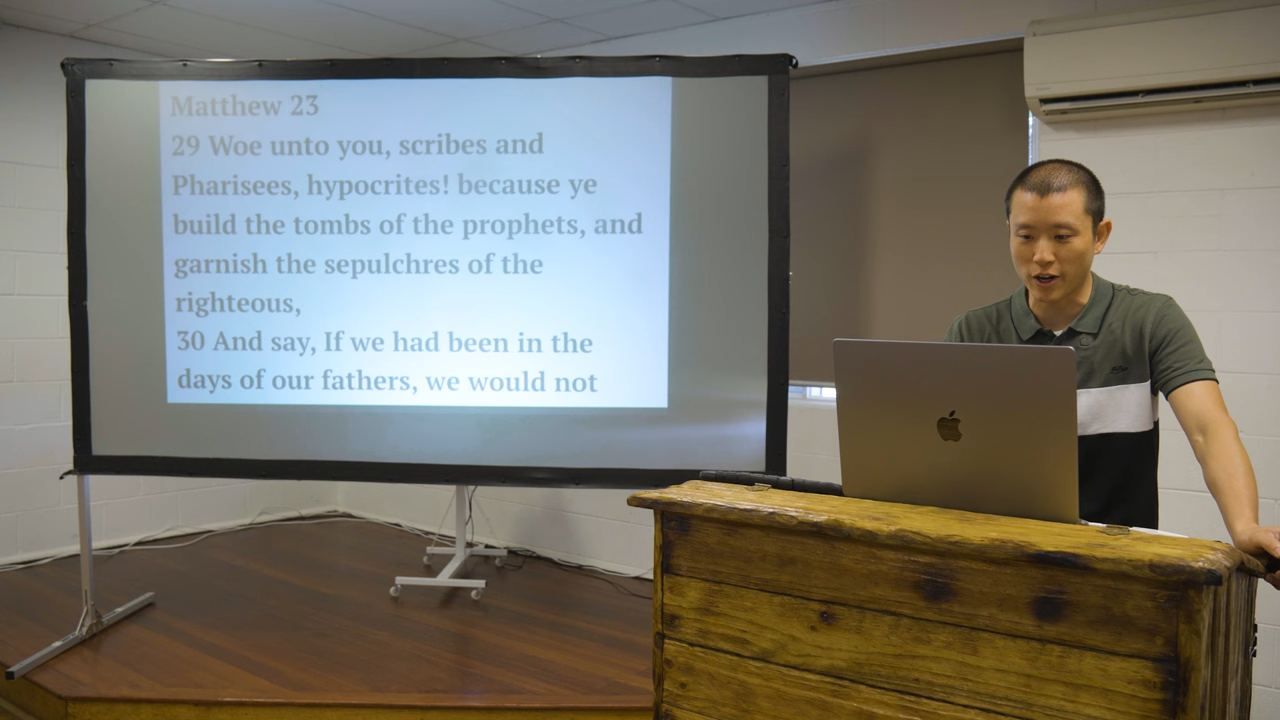 Matthew 23
29 Woe unto you, scribes and
Pharisees, hypocrites! because ye
build the tombs of the prophets, and
garnish the sepulchres of the
righteous,
30 And say, If we had been in the
days of our fathers, we would not